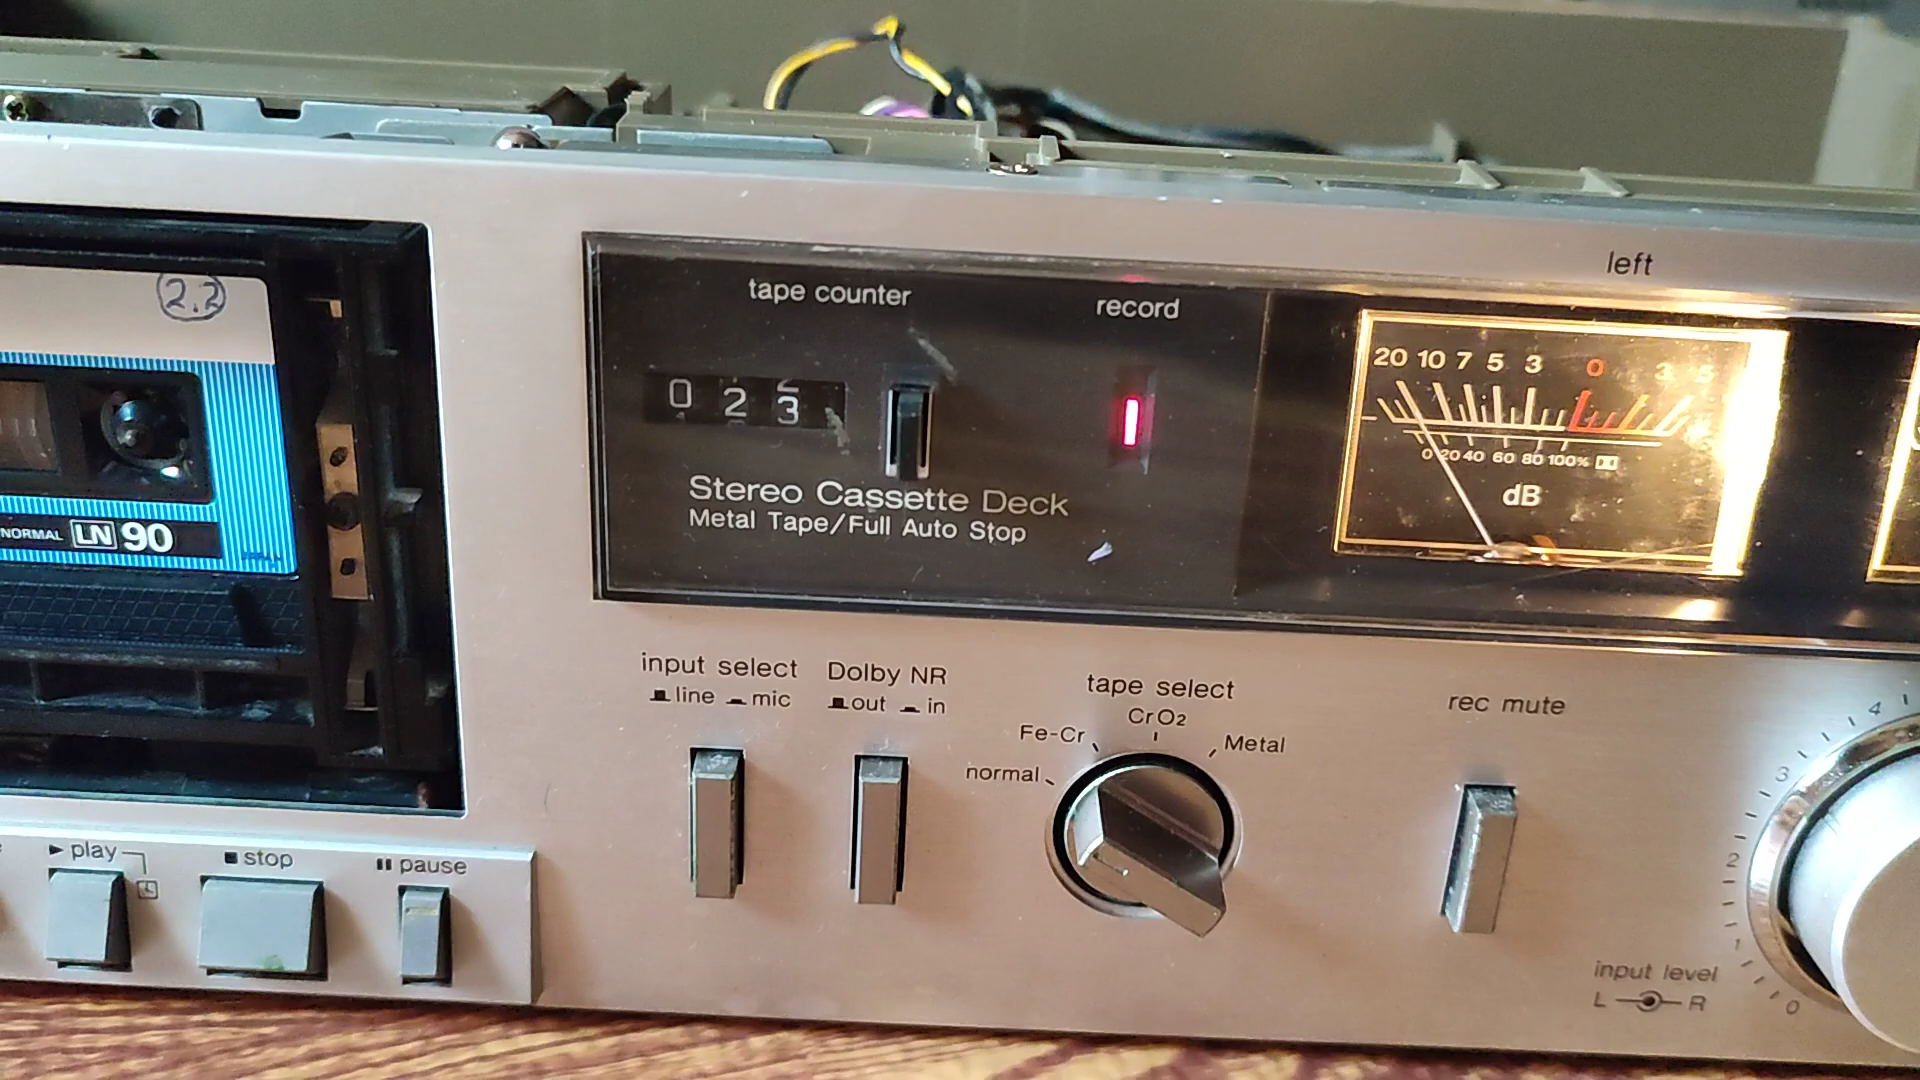 left
tape counter
record
2.2
20 10 7 5 3 0 3 5
0 2 3
0 20 40 60 80 100%
dB
Stereo Cassette Deck
Metal Tape/Full Auto Stop
NORMAL LN 90
input select
line mic
Dolby NR
out in
tape select
CrO2
Fe-Cr
Metal
normal
rec mute
4
3
2
1
0
play
stop
pause
input level
L R